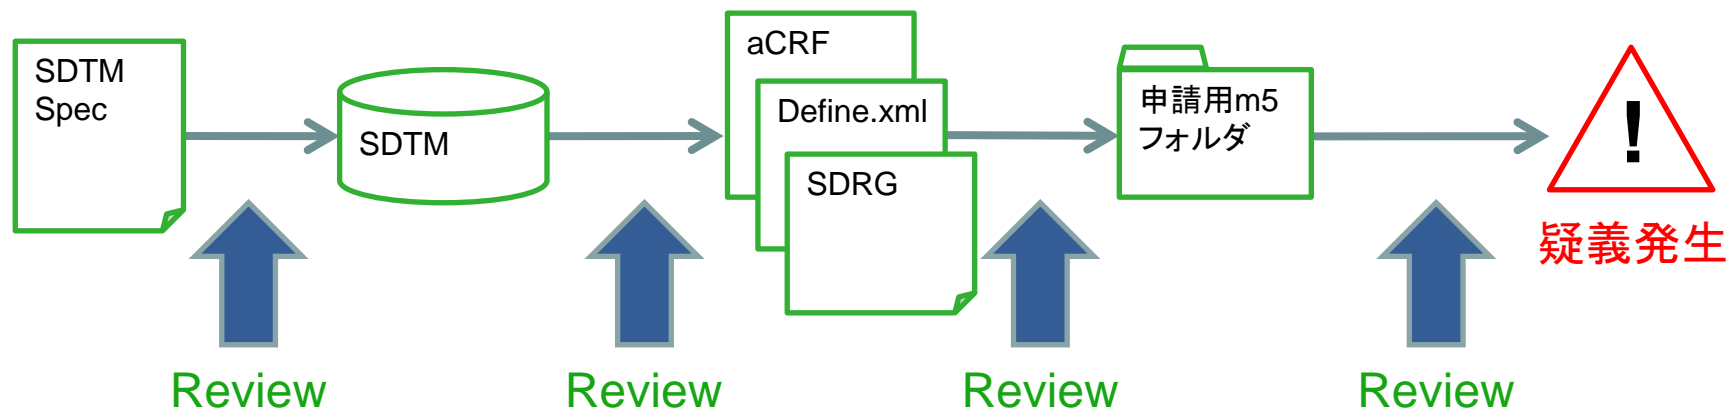 SDTM
Spec
SDTM
aCRF
Define.xml
SDRG
申請用m5
フォルダ
!
疑義発生
Review
Review
Review
Review